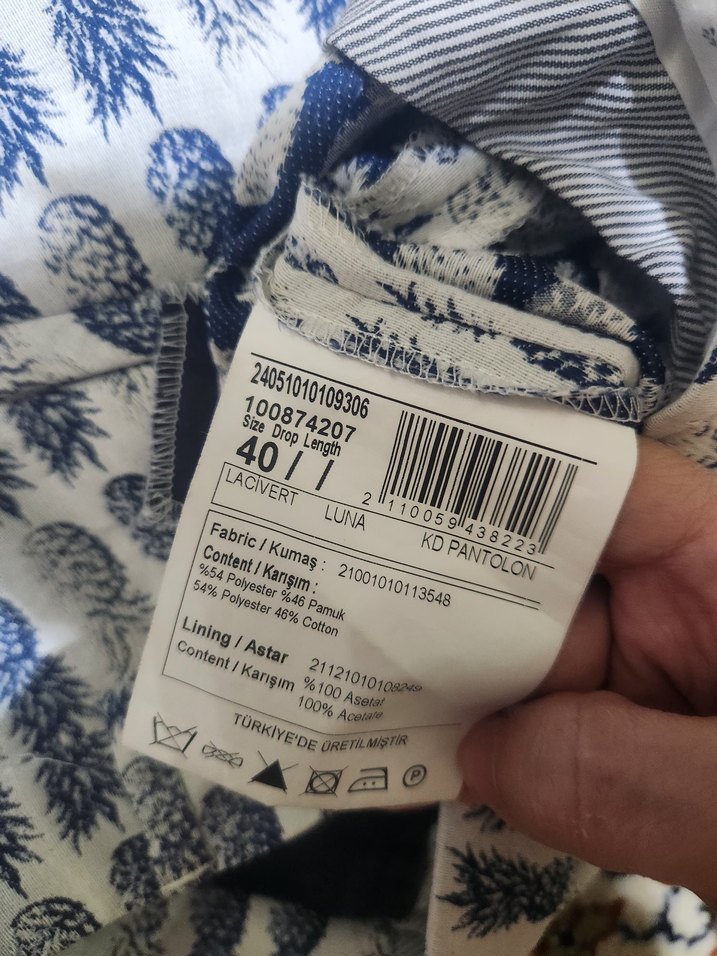 24051010109306
100874207
Size Drop Length
40 / /
2 110059 438223
LACİVERT LUNA KD PANTOLON
Fabric / Kumaş : 21001010113548
Content / Karışım :
%54 Polyester %46 Pamuk
54% Polyester 46% Cotton
Lining / Astar
Content / Karışım %100 Asetat
100% Acetate
TÜRKİYE'DE ÜRETİLMİŞTİR
P